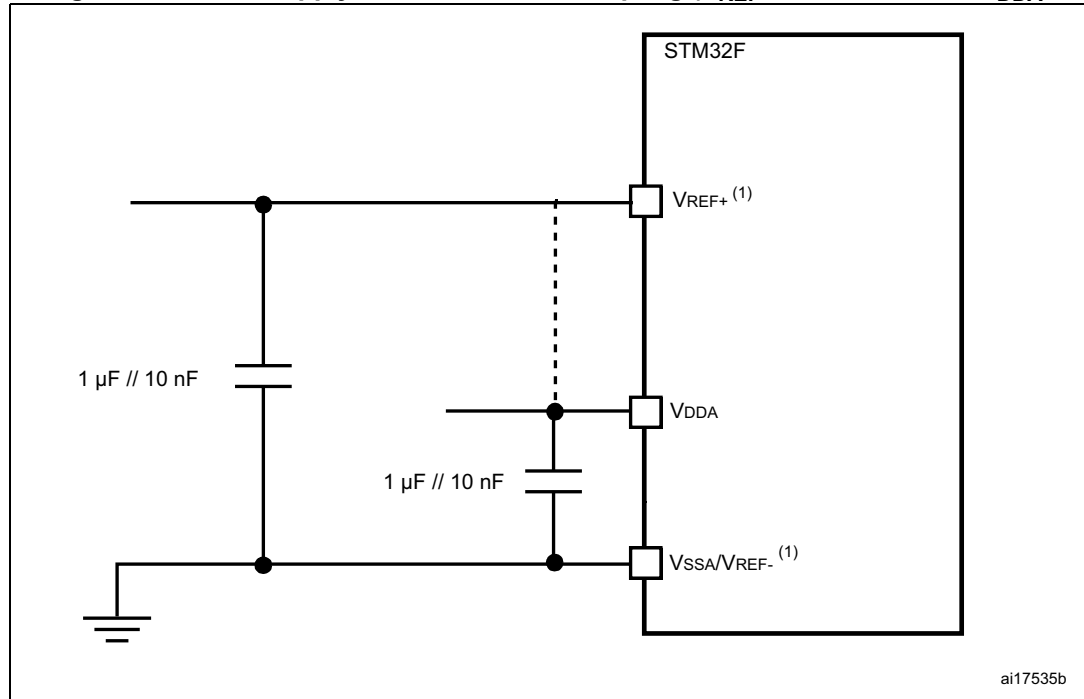 STM32F
VREF+ (1)
1 µF // 10 nF
VDDA
1 µF // 10 nF
VSSA/VREF- (1)
ai17535b